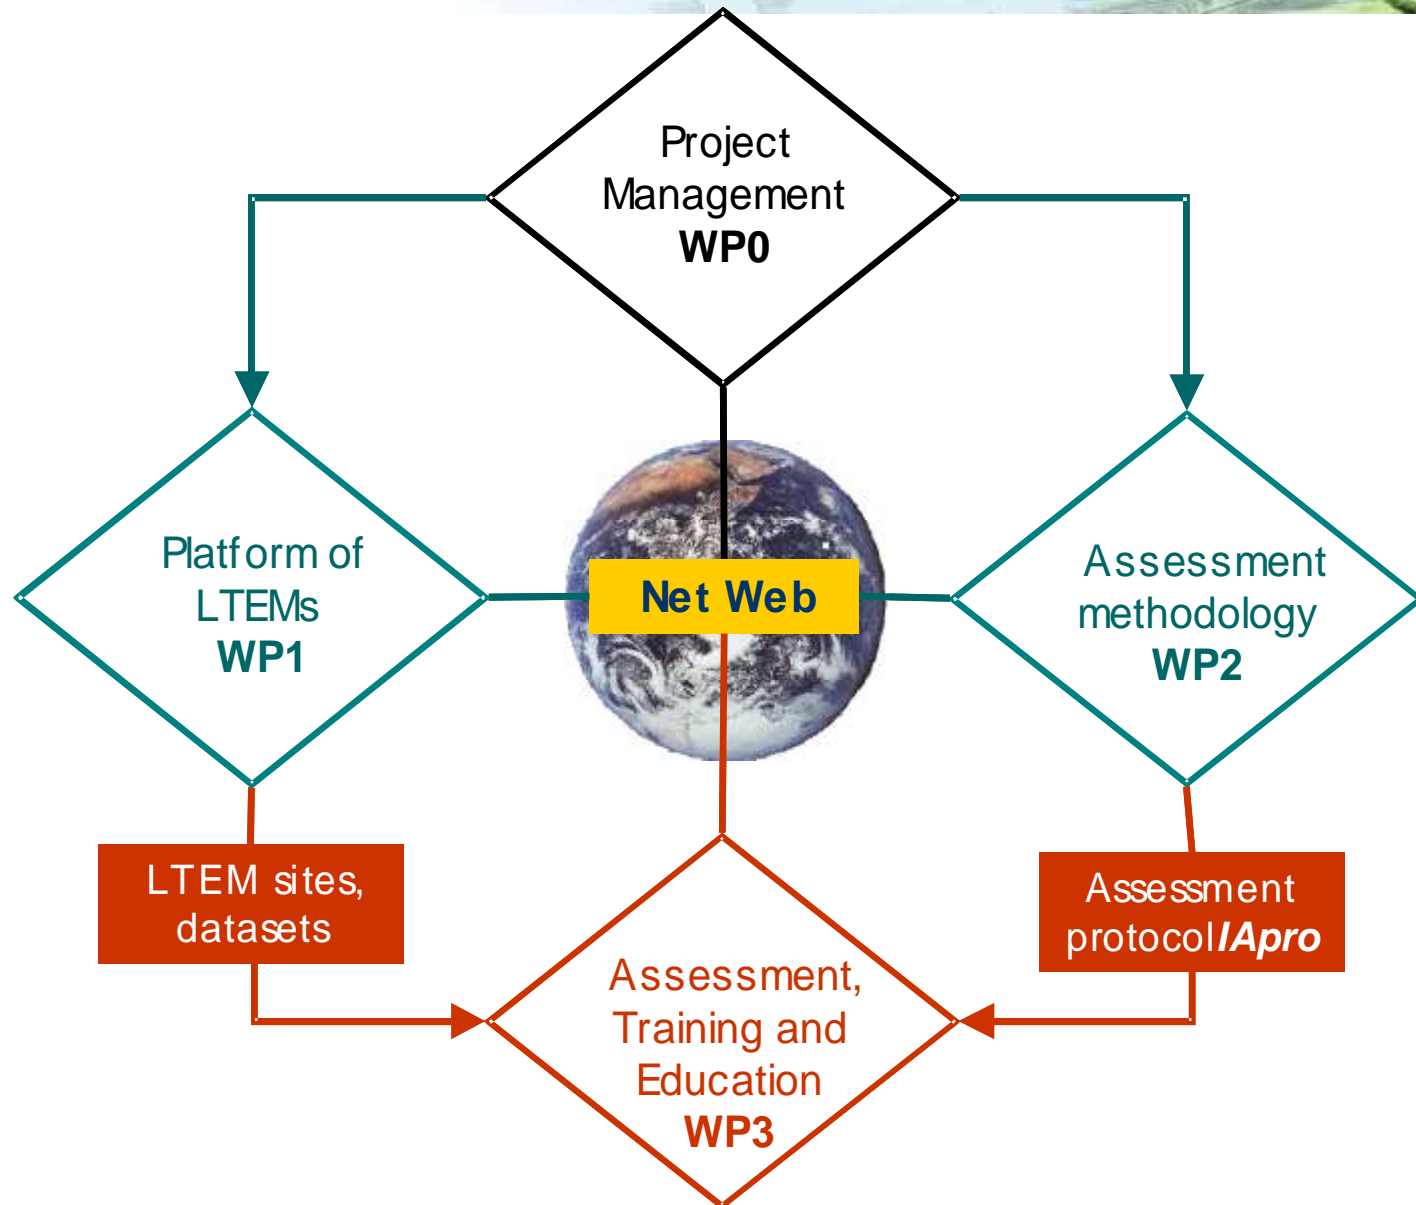 Project
Management
WP0
Platform of
LTEMs
WP1
Net Web
Assessment
methodology
WP2
LTEM sites,
datasets
Assessment
protocol IApro
Assessment,
Training and
Education
WP3